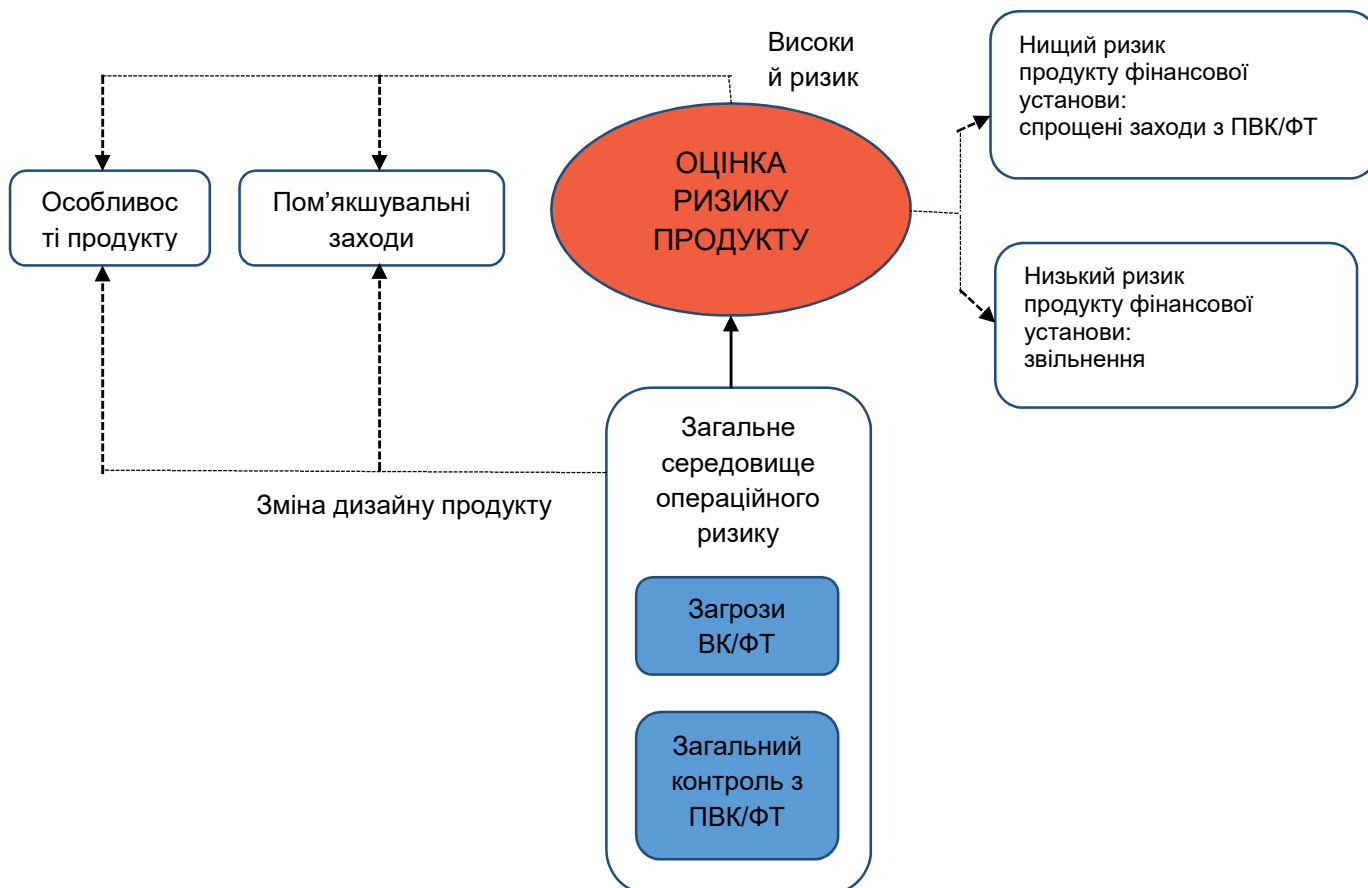 Високи
й ризик
Нищий ризик
продукту фінансової
установи:
спрощені заходи з ПВК/ФТ
ОЦІНКА
РИЗИКУ
ПРОДУКТУ
Особливос
ті продукту
Пом’якшувальні
заходи
Низький ризик
продукту фінансової
установи:
звільнення
Загальне
середовище
операційного
ризику
Зміна дизайну продукту
Загрози
ВК/ФТ
Загальний
контроль з
ПВК/ФТ